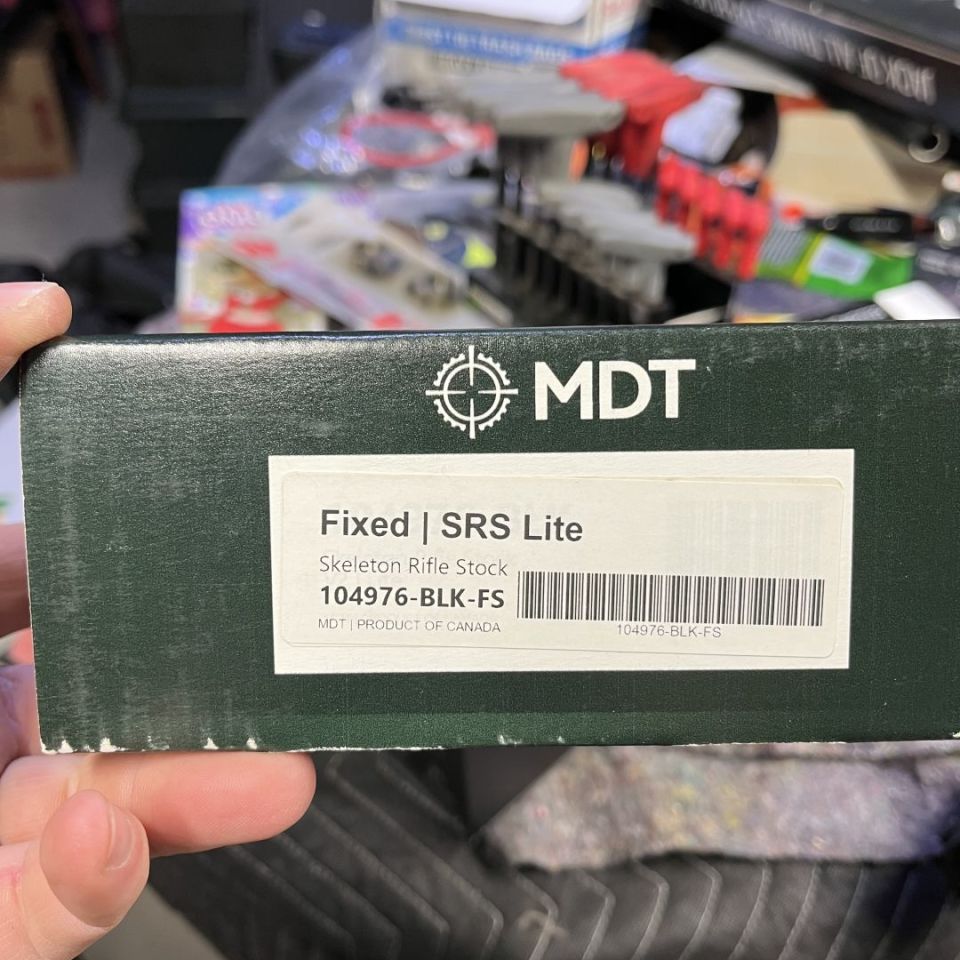 MDT
Fixed | SRS Lite
Skeleton Rifle Stock
104976-BLK-FS
MDT | PRODUCT OF CANADA
104976-BLK-FS